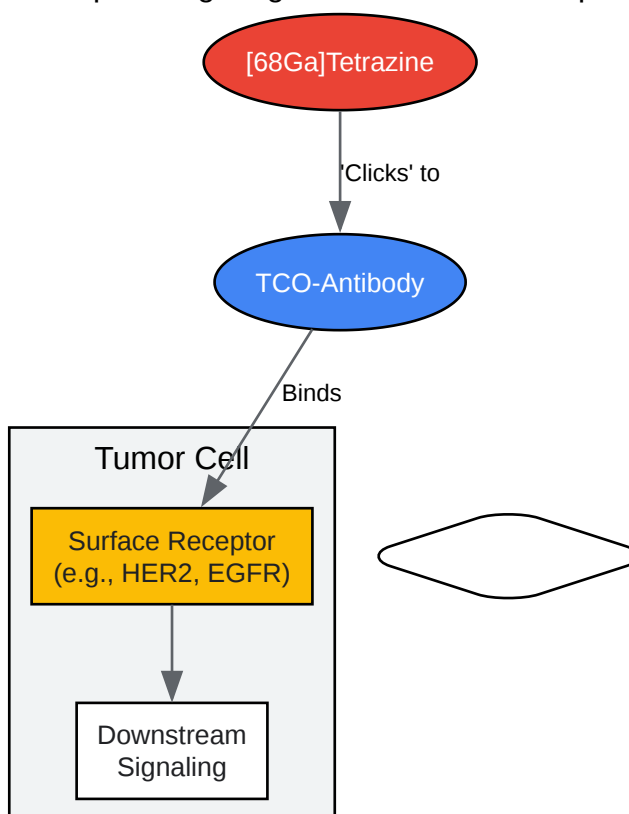 [68Ga]Tetrazine
'Clicks' to
TCO-Antibody
Binds
Tumor Cell
Surface Receptor
(e.g., HER2, EGFR)
Downstream
Signaling